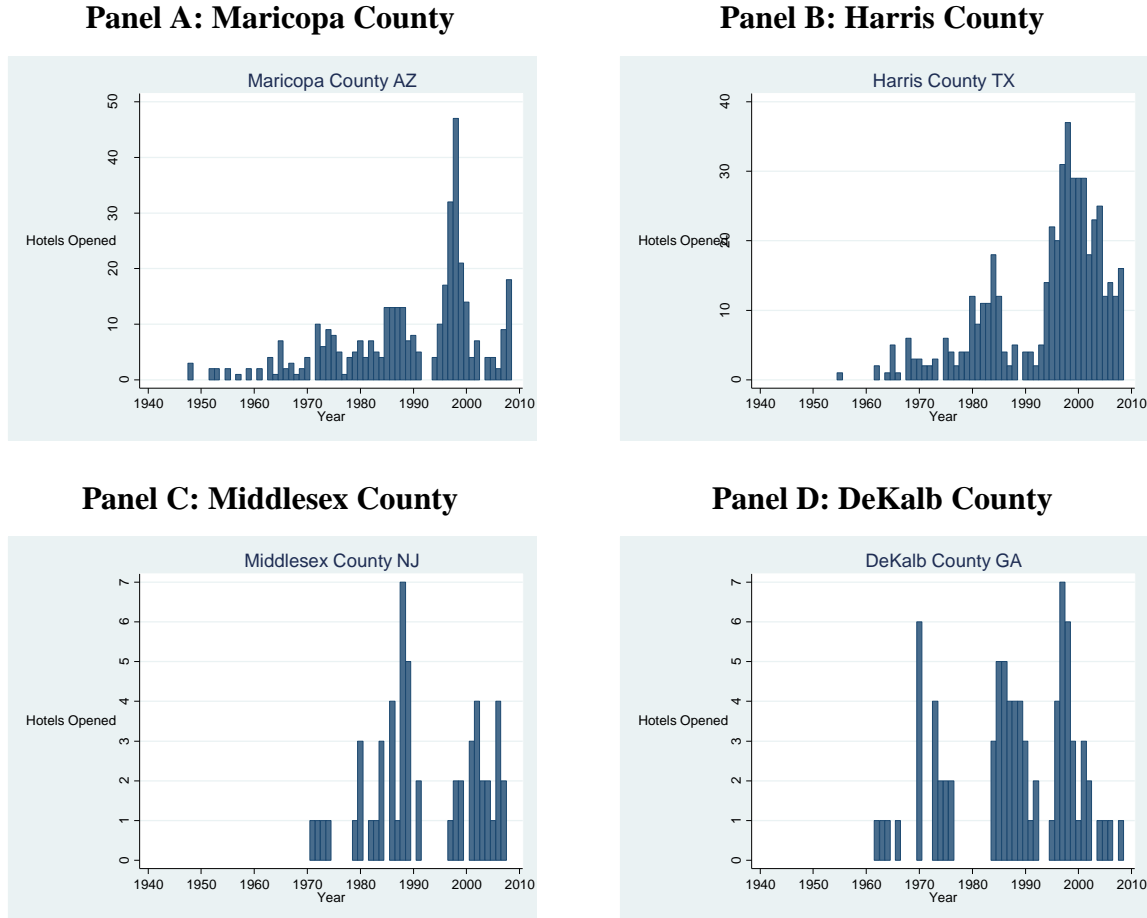 Panel A: Maricopa County
Maricopa County AZ
50
40
30
20
10
0
Hotels Opened
1940 1950 1960 1970 1980 1990 2000 2010
Year
Panel B: Harris County
Harris County TX
40
30
20
10
0
Hotels Opened
1940 1950 1960 1970 1980 1990 2000 2010
Year
Panel C: Middlesex County
Middlesex County NJ
7
6
5
4
3
2
1
0
Hotels Opened
1940 1950 1960 1970 1980 1990 2000 2010
Year
Panel D: DeKalb County
DeKalb County GA
7
6
5
4
3
2
1
0
Hotels Opened
1940 1950 1960 1970 1980 1990 2000 2010
Year